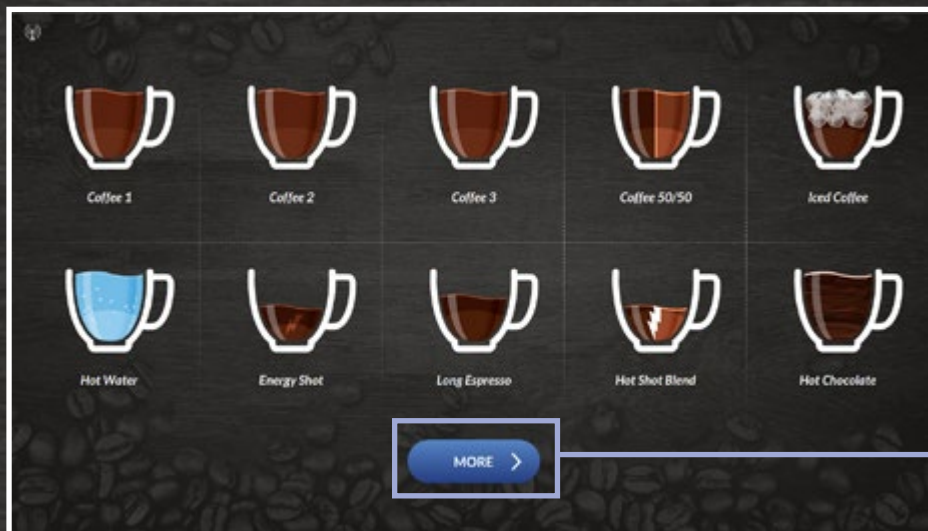 Coffee 1
Coffee 2
Coffee 3
Coffee 50/50
Iced Coffee
Hot Water
Energy Shot
Long Espresso
Hot Shot Blend
Hot Chocolate
MORE